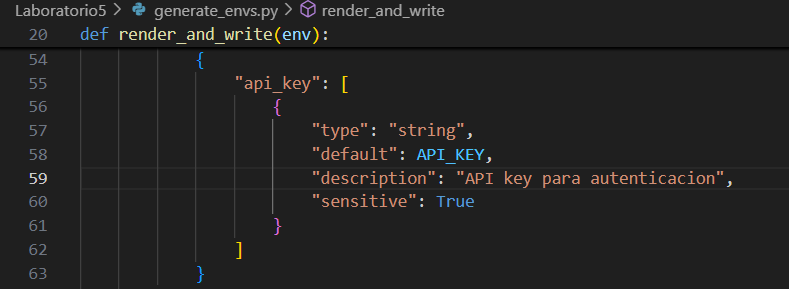 Laboratorio5 > generate_envs.py > render_and_write
20 def render_and_write(env):
54 {
55 "api_key": [
56 {
57 "type": "string",
58 "default": API_KEY,
59 "description": "API key para autenticacion",
60 "sensitive": True
61 }
62 ]
63 }